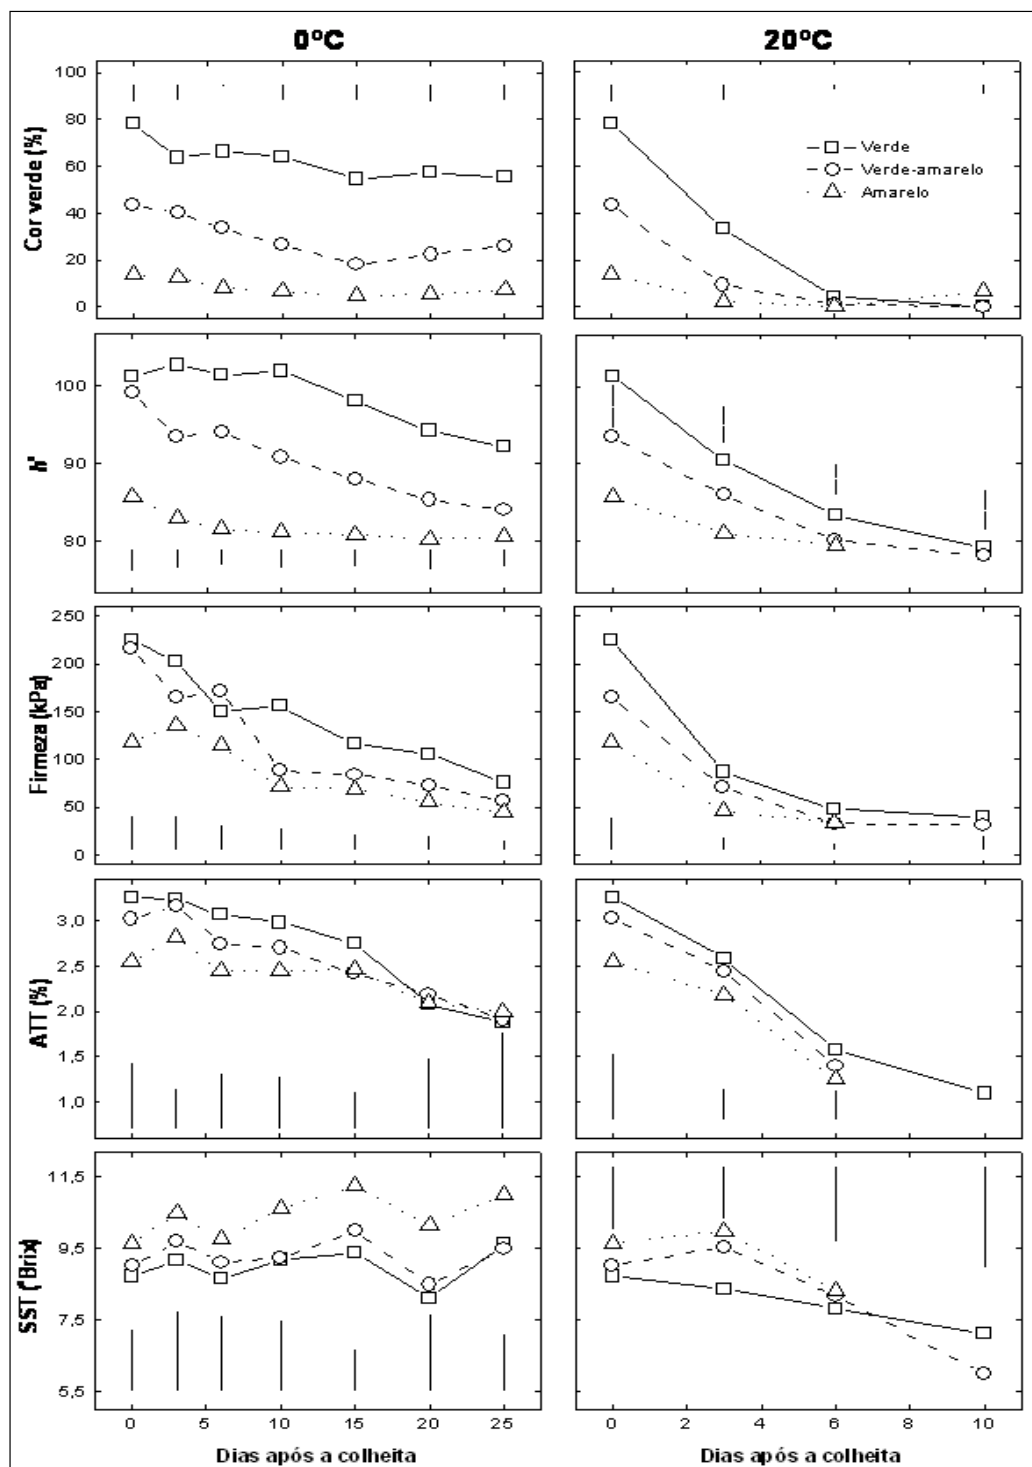 0°C 20°C
Cor verde (%)
100
80
60
40
20
0
Verde
Verde-amarelo
Amarelo
h°
100
90
80
Firmeza (kPa)
250
200
150
100
50
0
ATT (%)
3,0
2,5
2,0
1,5
1,0
SST (°Brix)
11,5
9,5
7,5
5,5
0 5 10 15 20 25 0 2 4 6 8 10
Dias após a colheita Dias após a colheita